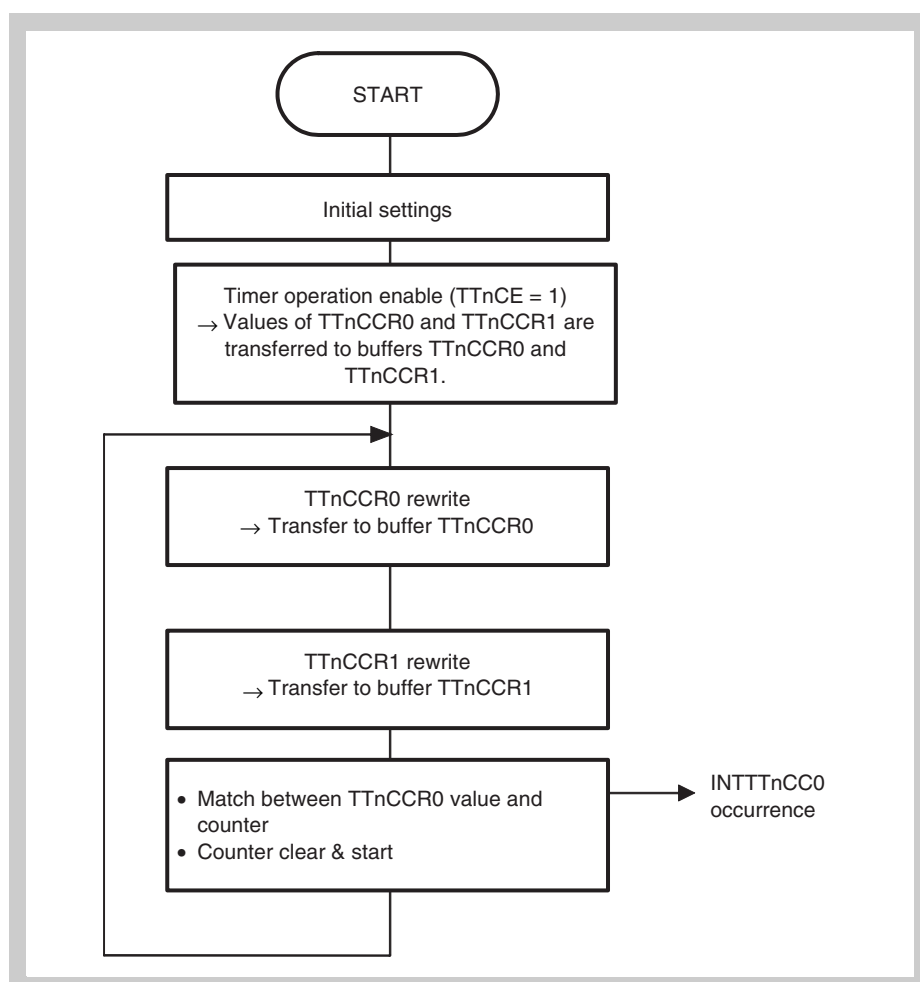 START
Initial settings
Timer operation enable (TTnCE = 1)
→ Values of TTnCCR0 and TTnCCR1 are
transferred to buffers TTnCCR0 and
TTnCCR1.
TTnCCR0 rewrite
→ Transfer to buffer TTnCCR0
TTnCCR1 rewrite
→ Transfer to buffer TTnCCR1
• Match between TTnCCR0 value and
counter
• Counter clear & start
INTTTnCC0
occurrence